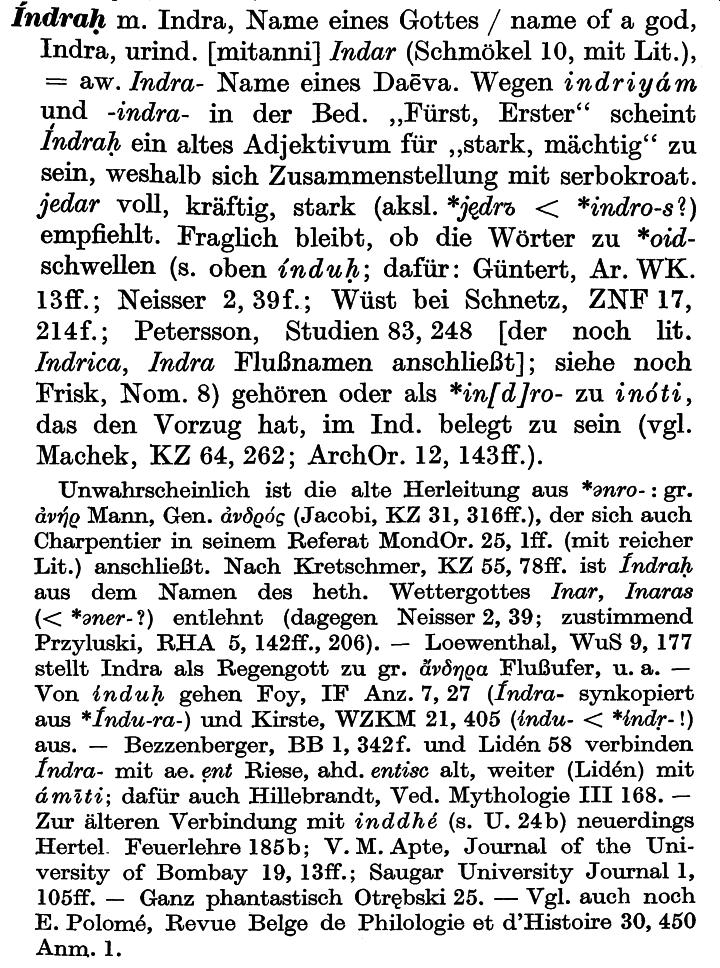 Índraḥ m. Indra, Name eines Gottes / name of a god,
Indra, urind. [mitanni] Indar (Schmökel 10, mit Lit.),
= aw. Indra- Name eines Daēva. Wegen indriyám
und -indra- in der Bed. „Fürst, Erster“ scheint
Índraḥ ein altes Adjektivum für „stark, mächtig“ zu
sein, weshalb sich Zusammenstellung mit serbokroat.
jedar voll, kräftig, stark (aksl. *jędrъ < *indro-s?)
empfiehlt. Fraglich bleibt, ob die Wörter zu *oid-
schwellen (s. oben índuḥ; dafür: Güntert, Ar. WK.
13ff.; Neisser 2, 39f.; Wüst bei Schnetz, ZNF 17,
214f.; Petersson, Studien 83, 248 [der noch lit.
Indrica, Indra Flußnamen anschließt]; siehe noch
Frisk, Nom. 8) gehören oder als *in[d]ro- zu inóti,
das den Vorzug hat, im Ind. belegt zu sein (vgl.
Machek, KZ 64, 262; ArchOr. 12, 143ff.).
Unwahrscheinlich ist die alte Herleitung aus *ənro-: gr.
ἀνήρ Mann, Gen. ἀνδρός (Jacobi, KZ 31, 316ff.), der sich auch
Charpentier in seinem Referat MondOr. 25, 1ff. (mit reicher
Lit.) anschließt. Nach Kretschmer, KZ 55, 78ff. ist Índraḥ
aus dem Namen des heth. Wettergottes Inar, Inaras
(< *əner-?) entlehnt (dagegen Neisser 2, 39; zustimmend
Przyluski, RHA 5, 142ff., 206). — Loewenthal, WuS 9, 177
stellt Indra als Regengott zu gr. ἄνδηρα Flußufer, u. a. —
Von induḥ gehen Foy, IF Anz. 7, 27 (Índra- synkopiert
aus *Índu-ra-) und Kirste, WZKM 21, 405 (índu- < *índṛ-!)
aus. — Bezzenberger, BB 1, 342f. und Lidén 58 verbinden
Índra- mit ae. ęnt Riese, ahd. entisc alt, weiter (Lidén) mit
ámīti; dafür auch Hillebrandt, Ved. Mythologie III 168. —
Zur älteren Verbindung mit inddhé (s. U. 24b) neuerdings
Hertel Feuerlehre 185b; V. M. Apte, Journal of the Uni-
versity of Bombay 19, 13ff.; Saugar University Journal 1,
105ff. — Ganz phantastisch Otrębski 25. — Vgl. auch noch
E. Polomé, Revue Belge de Philologie et d'Histoire 30, 450
Anm. 1.